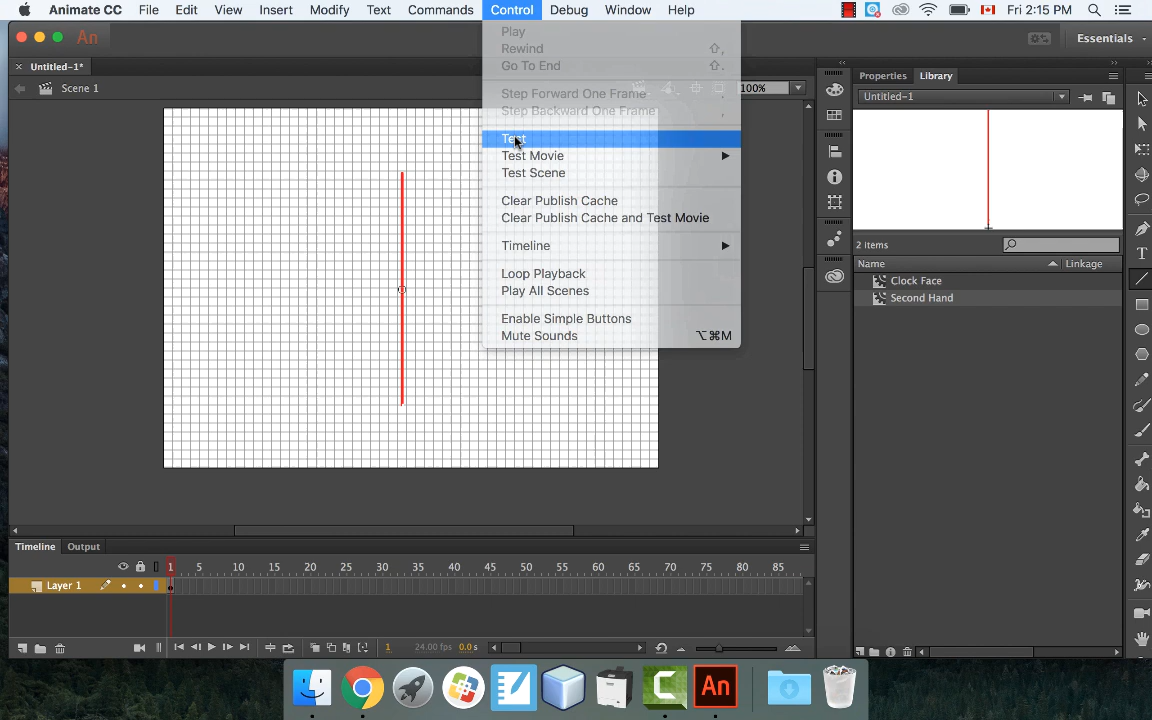 Animate CC File Edit View Insert Modify Text Commands Control Debug Window Help Fri 2:15 PM
An Essentials
Untitled-1*
Scene 1 100%
Play
Rewind ⇧,
Go To End ⇧.
Step Forward One Frame .
Step Backward One Frame ,
Test
Test Movie
Test Scene
Clear Publish Cache
Clear Publish Cache and Test Movie
Timeline
Loop Playback
Play All Scenes
Enable Simple Buttons
Mute Sounds ⌥⌘M
Properties Library
Untitled-1
2 items
Name Linkage
Clock Face
Second Hand
Timeline Output
1 5 10 15 20 25 30 35 40 45 50 55 60 65 70 75 80 85
Layer 1
1 24.00 fps 0.0 s
An